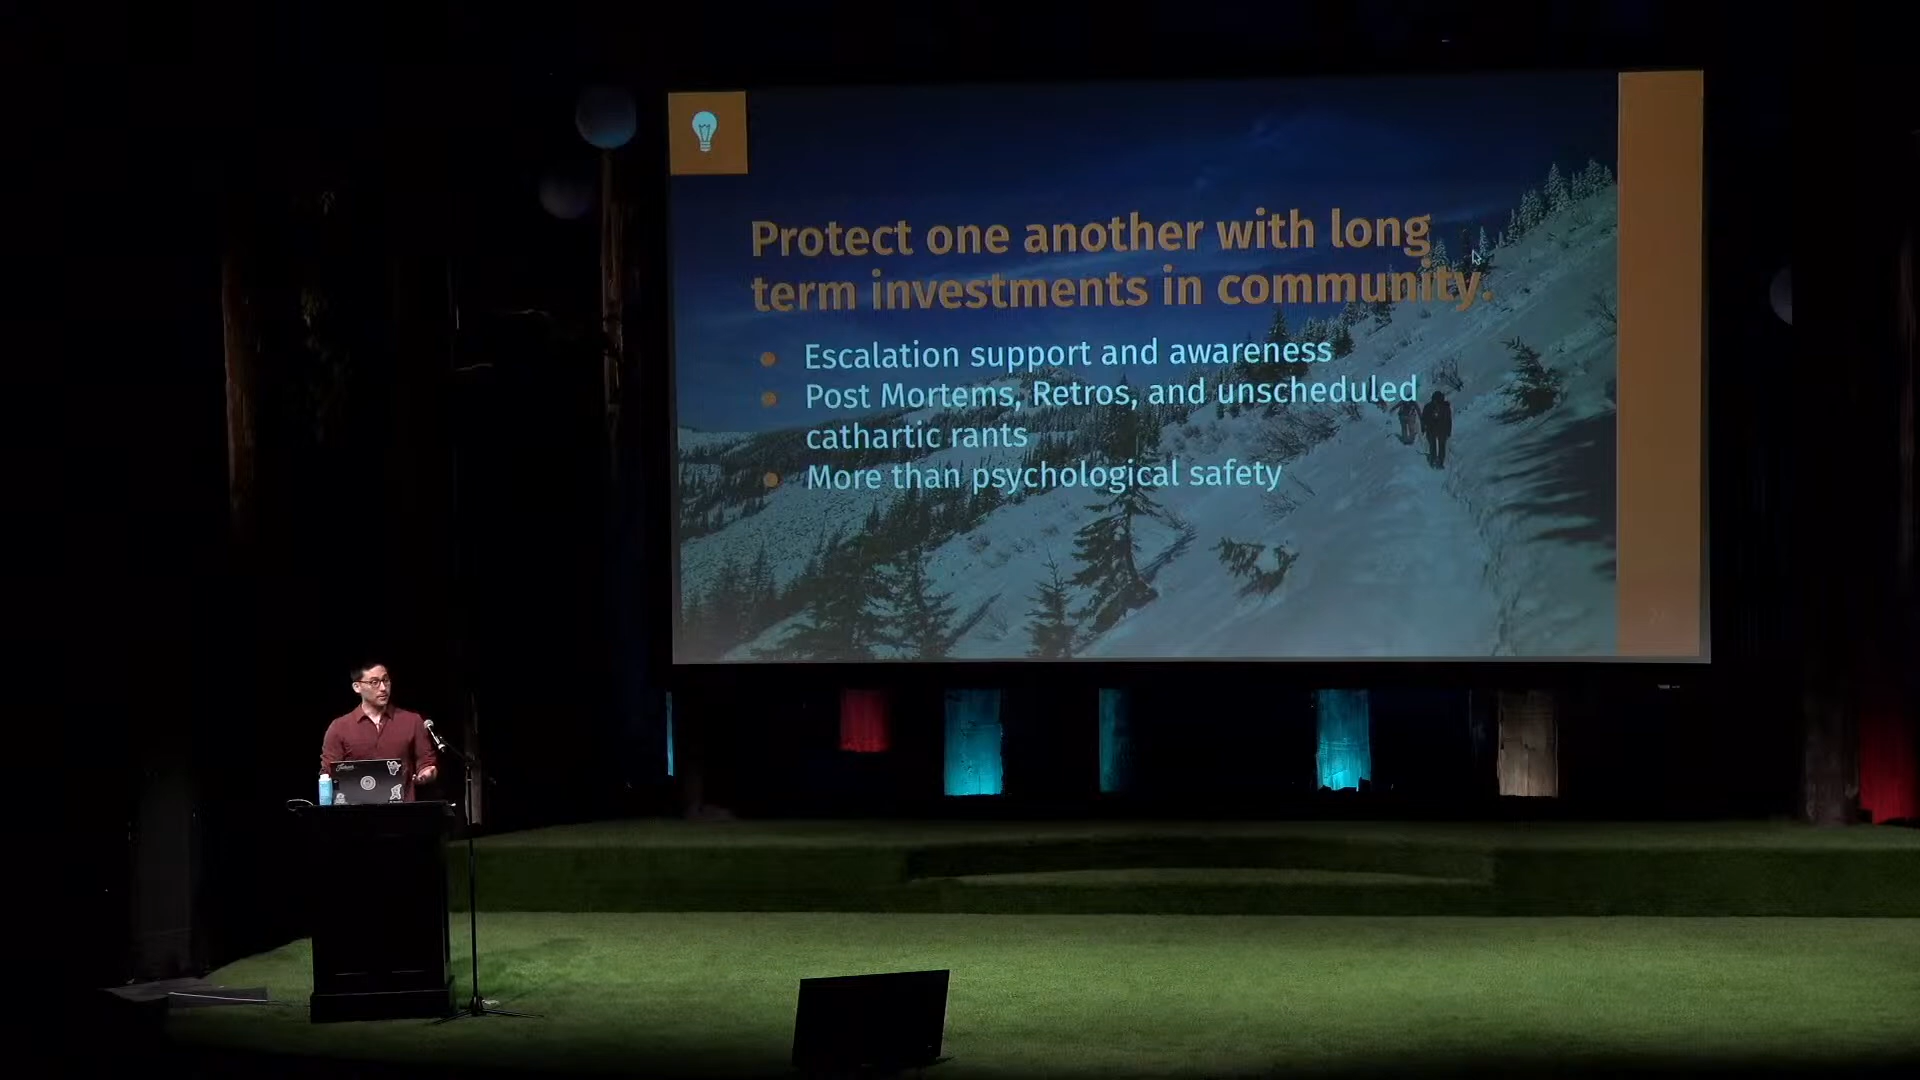 Protect one another with long
term investments in community.
Escalation support and awareness
Post Mortems, Retros, and unscheduled
cathartic rants
More than psychological safety